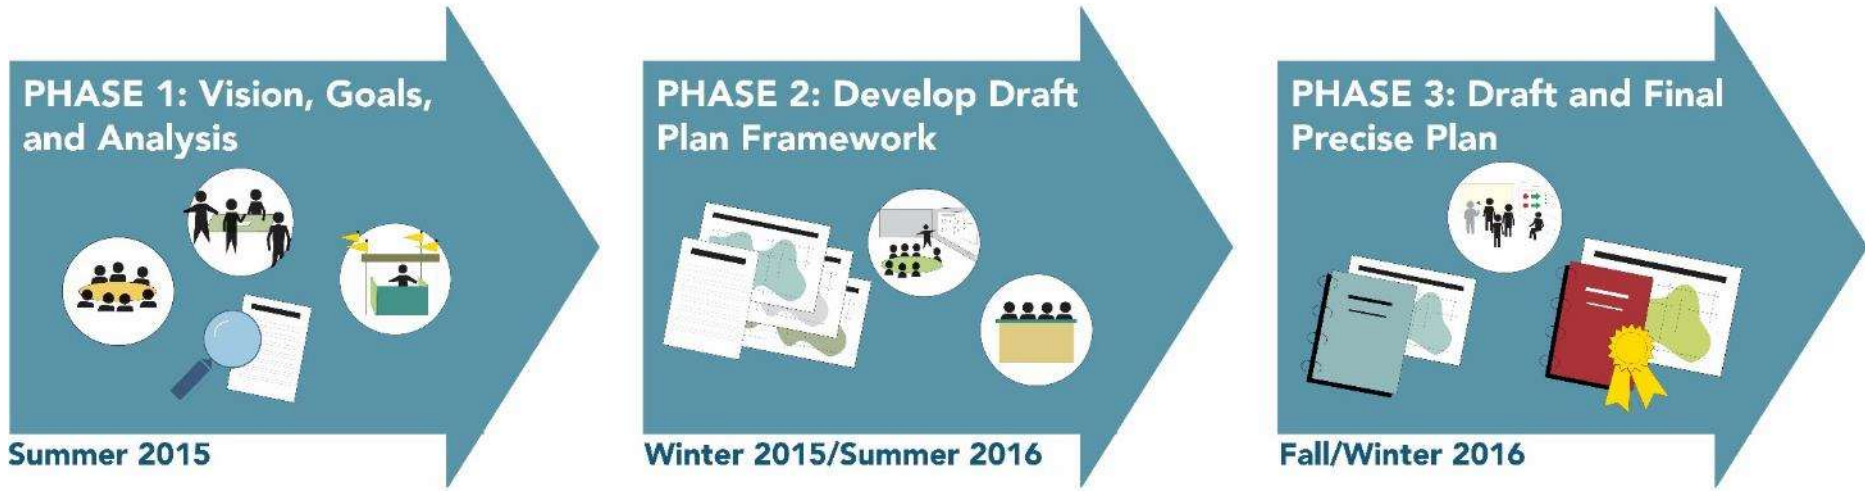 PHASE 1: Vision, Goals,
and Analysis
Summer 2015
PHASE 2: Develop Draft
Plan Framework
Winter 2015/Summer 2016
PHASE 3: Draft and Final
Precise Plan
Fall/Winter 2016